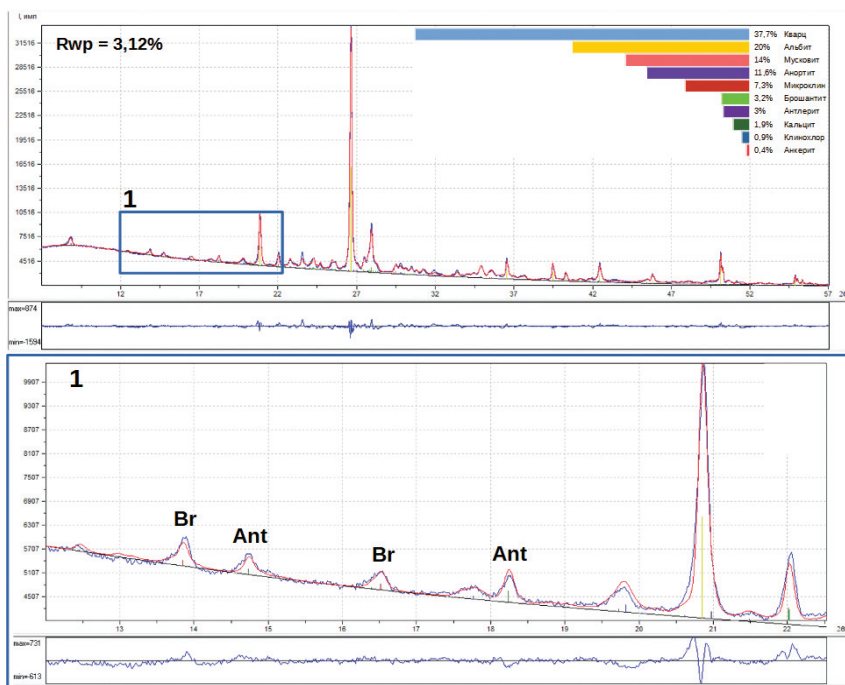 I, имп
Rwp = 3,12%
31516
28516
25516
22516
19516
16516
13516
10516
7516
4516
37,7% Кварц
20% Альбит
14% Мусковит
11,6% Анортит
7,3% Микроклин
3,2% Брошантит
3% Антлерит
1,9% Кальцит
0,9% Клинохлор
0,4% Анкерит
1
12 17 22 27 32 37 42 47 52 57
max=874
min=-1594
1
9907
9307
8707
8107
7507
6907
6307
5707
5107
4507
Br
Ant
Br
Ant
13 14 15 16 17 18 19 20 21 22
max=731
min=-613